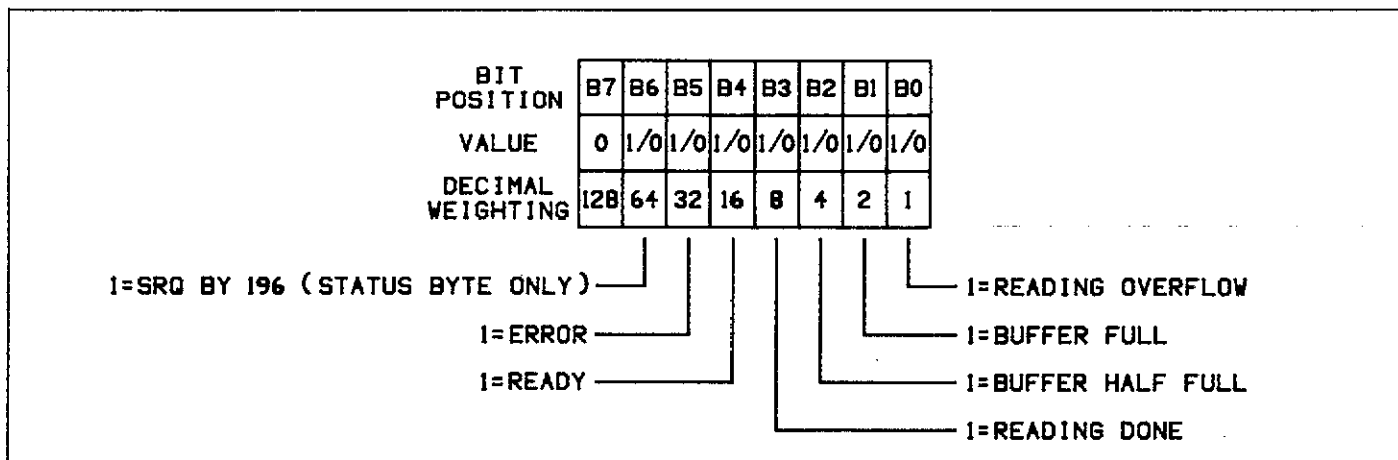 BIT POSITION B7 B6 B5 B4 B3 B2 B1 B0
VALUE 0 1/0 1/0 1/0 1/0 1/0 1/0 1/0
DECIMAL WEIGHTING 128 64 32 16 8 4 2 1
1=SRQ BY 196 (STATUS BYTE ONLY)
1=ERROR
1=READY
1=READING OVERFLOW
1=BUFFER FULL
1=BUFFER HALF FULL
1=READING DONE